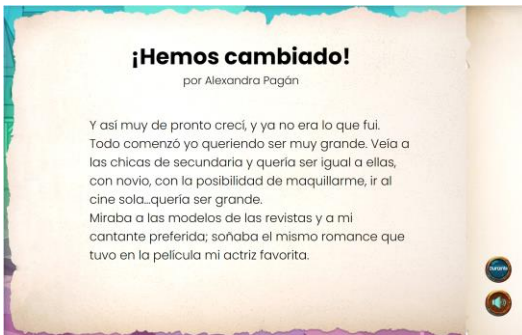 ¡Hemos cambiado!
por Alexandra Pagán
Y así muy de pronto crecí, y ya no era lo que fui.
Todo comenzó yo queriendo ser muy grande. Veía a
las chicas de secundaria y quería ser igual a ellas,
con novio, con la posibilidad de maquillarme, ir al
cine sola...quería ser grande.
Miraba a las modelos de las revistas y a mi
cantante preferida; soñaba el mismo romance que
tuvo en la película mi actriz favorita.